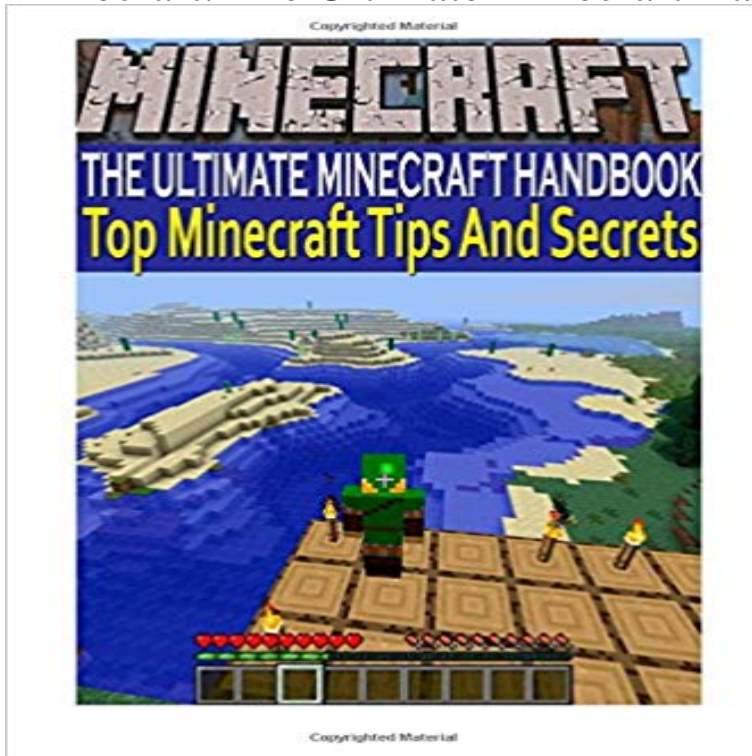 Copyrighted Material
MINECRAFT
THE ULTIMATE MINECRAFT HANDBOOK
Top Minecraft Tips And Secrets
Copyrighted Material